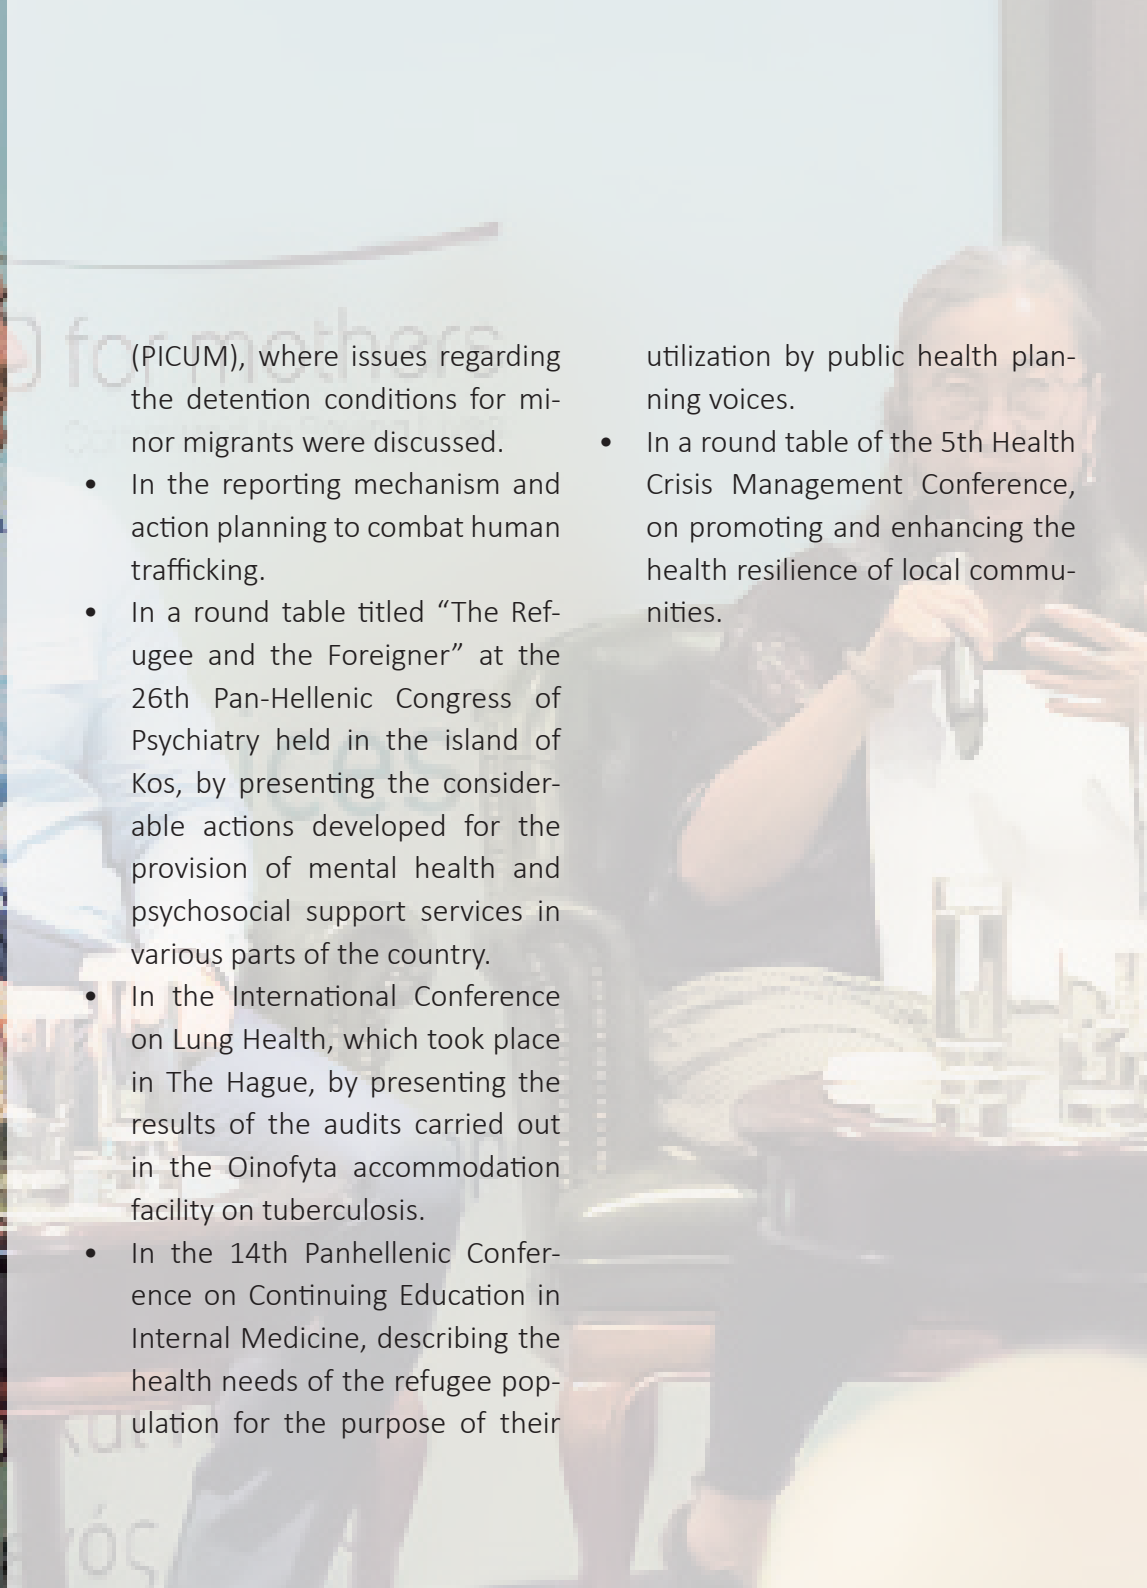 (PICUM), where issues regarding
the detention conditions for mi-
nor migrants were discussed.
• In the reporting mechanism and
action planning to combat human
trafficking.
• In a round table titled “The Ref-
ugee and the Foreigner” at the
26th Pan-Hellenic Congress of
Psychiatry held in the island of
Kos, by presenting the consider-
able actions developed for the
provision of mental health and
psychosocial support services in
various parts of the country.
• In the International Conference
on Lung Health, which took place
in The Hague, by presenting the
results of the audits carried out
in the Oinofyta accommodation
facility on tuberculosis.
• In the 14th Panhellenic Confer-
ence on Continuing Education in
Internal Medicine, describing the
health needs of the refugee pop-
ulation for the purpose of their
utilization by public health plan-
ning voices.
• In a round table of the 5th Health
Crisis Management Conference,
on promoting and enhancing the
health resilience of local commu-
nities.
for mothers
ices